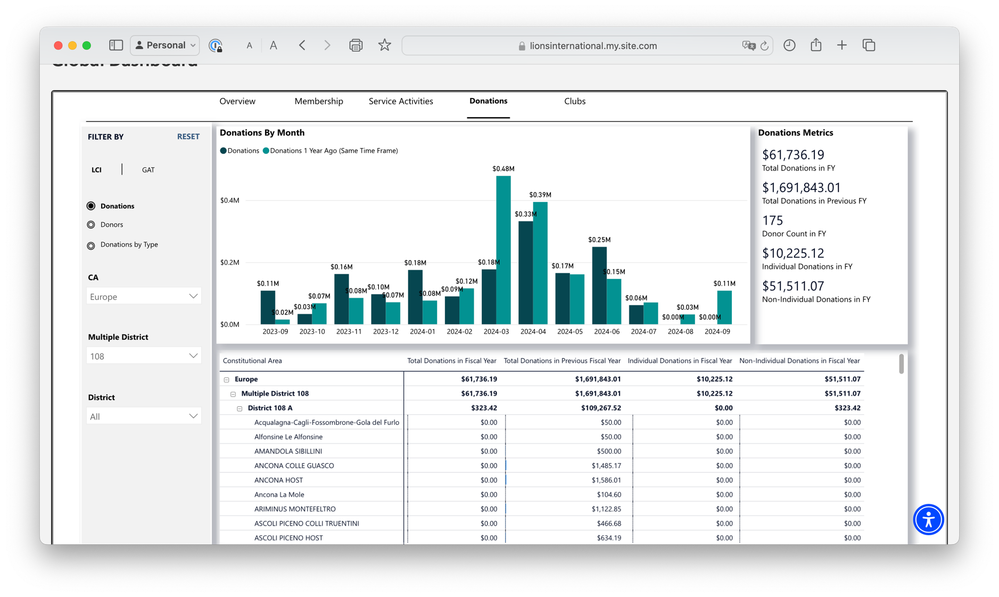 Personal
A
A
lionsinternational.my.site.com
Global Dashboard
Overview
Membership
Service Activities
Donations
Clubs
FILTER BY
RESET
LCI
GAT
Donations
Donors
Donations by Type
CA
Europe
Multiple District
108
District
All
Donations By Month
Donations
Donations 1 Year Ago (Same Time Frame)
$0.4M
$0.2M
$0.0M
$0.11M
$0.02M
$0.03M
$0.07M
$0.16M
$0.08M
$0.10M
$0.07M
$0.18M
$0.08M
$0.09M
$0.12M
$0.18M
$0.48M
$0.33M
$0.39M
$0.17M
$0.25M
$0.15M
$0.06M
$0.00M
$0.03M
$0.00M
$0.11M
2023-09 2023-10 2023-11 2023-12 2024-01 2024-02 2024-03 2024-04 2024-05 2024-06 2024-07 2024-08 2024-09
Donations Metrics
$61,736.19
Total Donations in FY
$1,691,843.01
Total Donations in Previous FY
175
Donor Count in FY
$10,225.12
Individual Donations in FY
$51,511.07
Non-Individual Donations in FY
Constitutional Area Total Donations in Fiscal Year Total Donations in Previous Fiscal Year Individual Donations in Fiscal Year Non-Individual Donations in Fiscal Year
Europe $61,736.19 $1,691,843.01 $10,225.12 $51,511.07
Multiple District 108 $61,736.19 $1,691,843.01 $10,225.12 $51,511.07
District 108 A $323.42 $109,267.52 $0.00 $323.42
Acqualagna-Cagli-Fossombrone-Gola del Furlo $0.00 $50.00 $0.00 $0.00
Alfonsine Le Alfonsine $0.00 $50.00 $0.00 $0.00
AMANDOLA SIBILLINI $0.00 $500.00 $0.00 $0.00
ANCONA COLLE GUASCO $0.00 $1,485.17 $0.00 $0.00
ANCONA HOST $0.00 $1,586.01 $0.00 $0.00
Ancona La Mole $0.00 $104.60 $0.00 $0.00
ARIMINUS MONTEFELTRO $0.00 $1,122.85 $0.00 $0.00
ASCOLI PICENO COLLI TRUENTINI $0.00 $466.68 $0.00 $0.00
ASCOLI PICENO HOST $0.00 $634.19 $0.00 $0.00